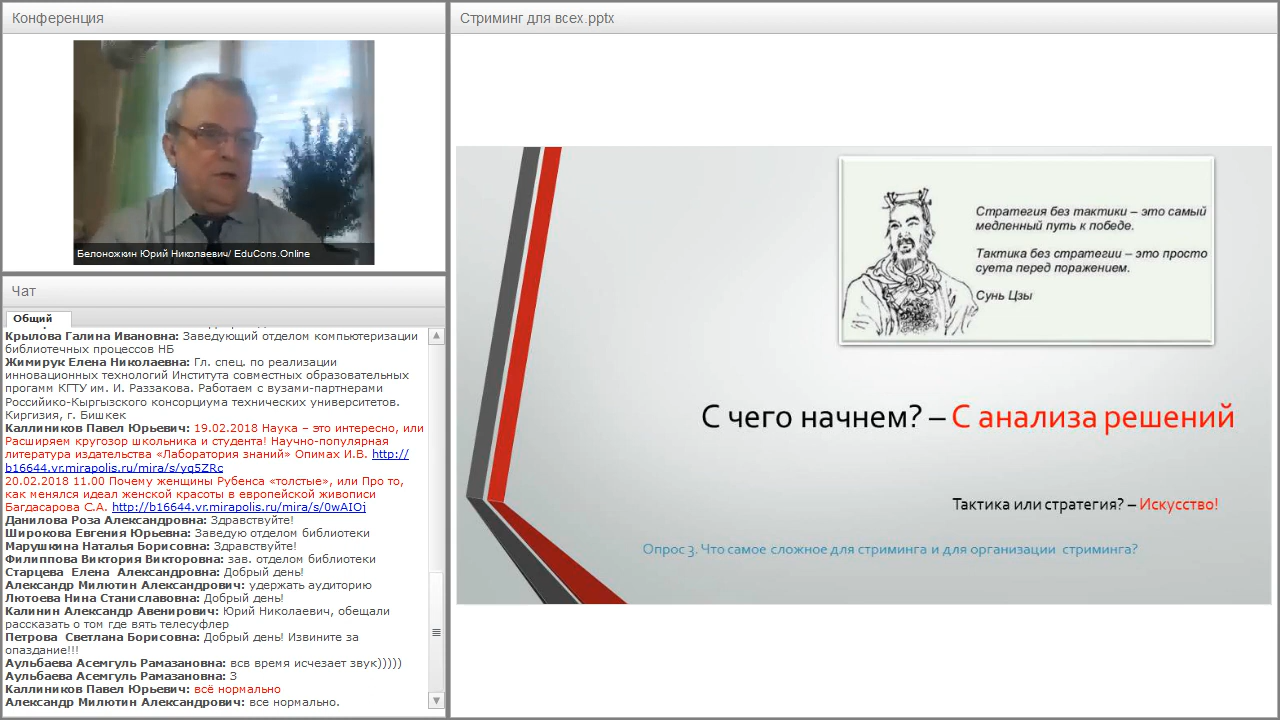 Конференция
Белоножкин Юрий Николаевич/ EduCons.Online
Чат
Общий
Крылова Галина Ивановна: Заведующий отделом компьютеризации
библиотечных процессов НБ
Жимирук Елена Николаевна: Гл. спец. по реализации
инновационных технологий Института совместных образовательных
программ КГТУ им. И. Раззакова. Работаем с вузами-партнерами
Российико-Кыргызского консорциума технических университетов.
Киргизия, г. Бишкек
Каллиников Павел Юрьевич: 19.02.2018 Наука – это интересно, или
Расширяем кругозор школьника и студента! Научно-популярная
литература издательства «Лаборатория знаний» Опимах И.В. http://
b16644.vr.mirapolis.ru/mira/s/yq5ZRc
20.02.2018 11.00 Почему женщины Рубенса «толстые», или Про то,
как менялся идеал женской красоты в европейской живописи
Багдасарова С.А. http://b16644.vr.mirapolis.ru/mira/s/0wAIOj
Данилова Роза Александровна: Здравствуйте!
Широкова Евгения Юрьевна: Заведую отделом библиотеки
Марушкина Наталья Борисовна: Здравствуйте!
Филиппова Виктория Викторовна: зав. отделом библиотеки
Старцева Елена Александровна: Добрый день!
Александр Милютин Александрович: удержать аудиторию
Лютоева Нина Станиславовна: Добрый день!
Калинин Александр Авенирович: Юрий Николаевич, обещали
рассказать о том где вять телесуфлер
Петрова Светлана Борисовна: Добрый день! Извините за
опаздание!!!
Аульбаева Асемгуль Рамазановна: всв время исчезает звук)))))
Аульбаева Асемгуль Рамазановна: 3
Каллиников Павел Юрьевич: всё нормально
Александр Милютин Александрович: все нормально.
Стриминг для всех.pptx
Стратегия без тактики – это самый
медленный путь к победе.
Тактика без стратегии – это просто
суета перед поражением.
Сунь Цзы
С чего начнем? – С анализа решений
Тактика или стратегия? – Искусство!
Опрос 3. Что самое сложное для стриминга и для организации стриминга?